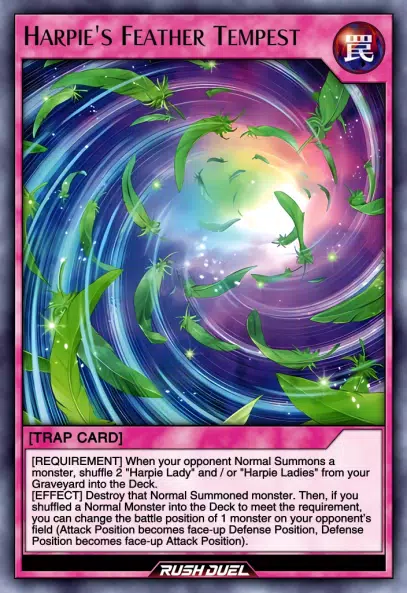 Harpie's Feather Tempest
罠
[TRAP CARD]
[REQUIREMENT] When your opponent Normal Summons a
monster, shuffle 2 "Harpie Lady" and / or "Harpie Ladies" from your
Graveyard into the Deck.
[EFFECT] Destroy that Normal Summoned monster. Then, if you
shuffled a Normal Monster into the Deck to meet the requirement,
you can change the battle position of 1 monster on your opponent's
field (Attack Position becomes face-up Defense Position, Defense
Position becomes face-up Attack Position).
RUSH DUEL